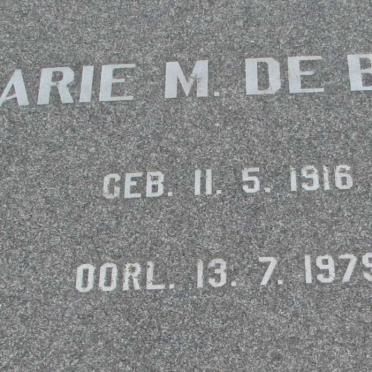 ARIE M. DE B
GEB. 11. 5. 1916
OORL. 13. 7. 1979